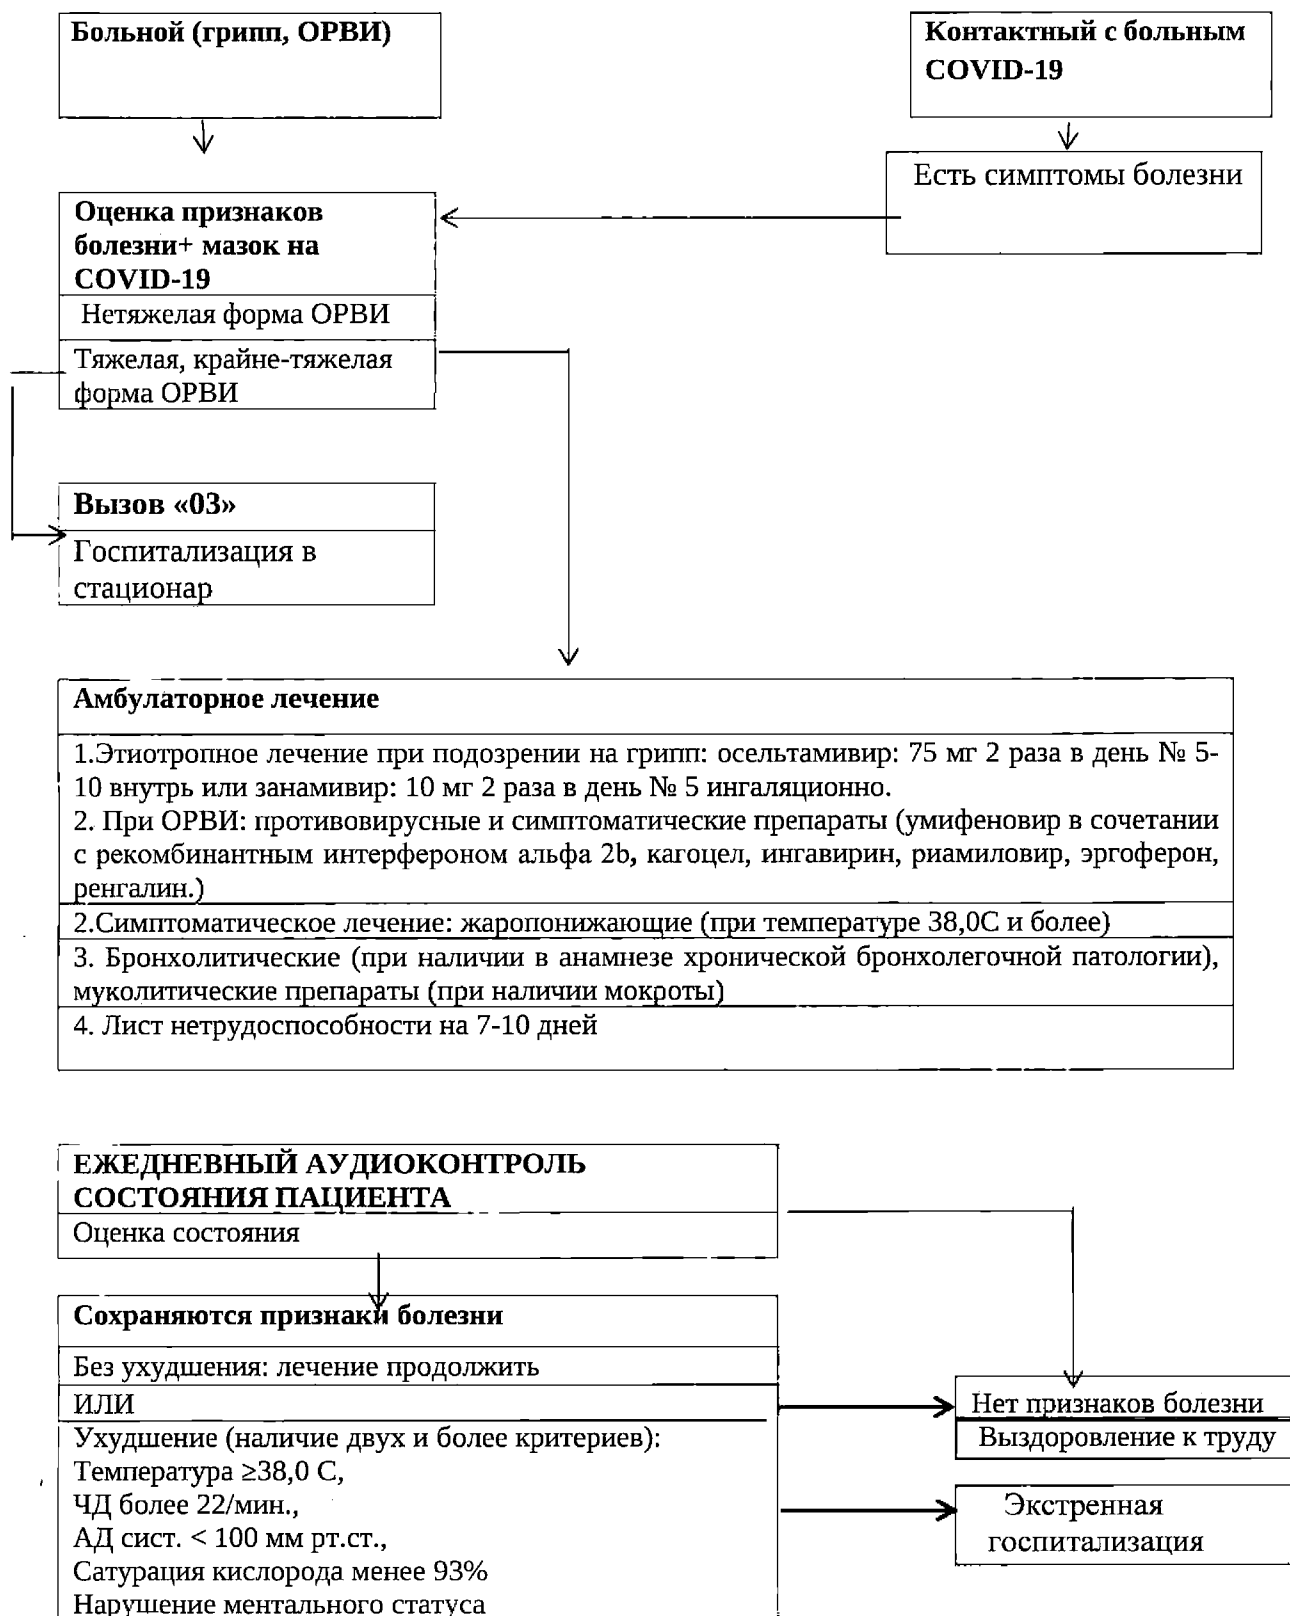 Больной (грипп, ОРВИ)
Контактный с больным
COVID-19
Есть симптомы болезни
Оценка признаков
болезни+ мазок на
COVID-19
Нетяжелая форма ОРВИ
Тяжелая, крайне-тяжелая
форма ОРВИ
Вызов «03»
Госпитализация в
стационар
Амбулаторное лечение
1.Этиотропное лечение при подозрении на грипп: осельтамивир: 75 мг 2 раза в день № 5-
10 внутрь или занамивир: 10 мг 2 раза в день № 5 ингаляционно.
2. При ОРВИ: противовирусные и симптоматические препараты (умифеновир в сочетании
с рекомбинантным интерфероном альфа 2b, кагоцел, ингавирин, риамиловир, эргоферон,
ренгалин.)
2.Симптоматическое лечение: жаропонижающие (при температуре 38,0С и более)
3. Бронхолитические (при наличии в анамнезе хронической бронхолегочной патологии),
муколитические препараты (при наличии мокроты)
4. Лист нетрудоспособности на 7-10 дней
ЕЖЕДНЕВНЫЙ АУДИОКОНТРОЛЬ
СОСТОЯНИЯ ПАЦИЕНТА
Оценка состояния
Сохраняются признаки болезни
Без ухудшения: лечение продолжить
ИЛИ
Ухудшение (наличие двух и более критериев):
Температура ≥38,0 С,
ЧД более 22/мин.,
АД сист. < 100 мм рт.ст.,
Сатурация кислорода менее 93%
Нарушение ментального статуса
Нет признаков болезни
Выздоровление к труду
Экстренная
госпитализация